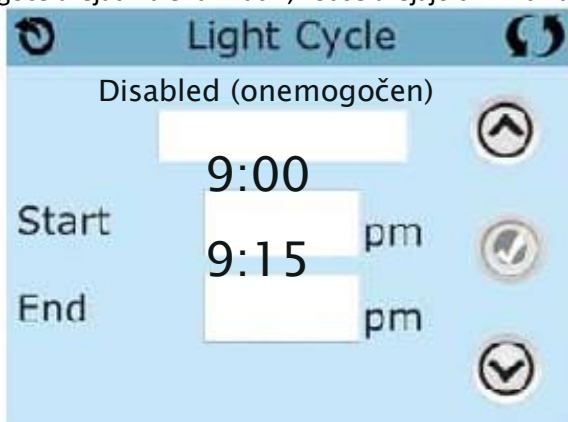 Light Cycle
Disabled (onemogočen)
9:00
Start pm
9:15
End pm